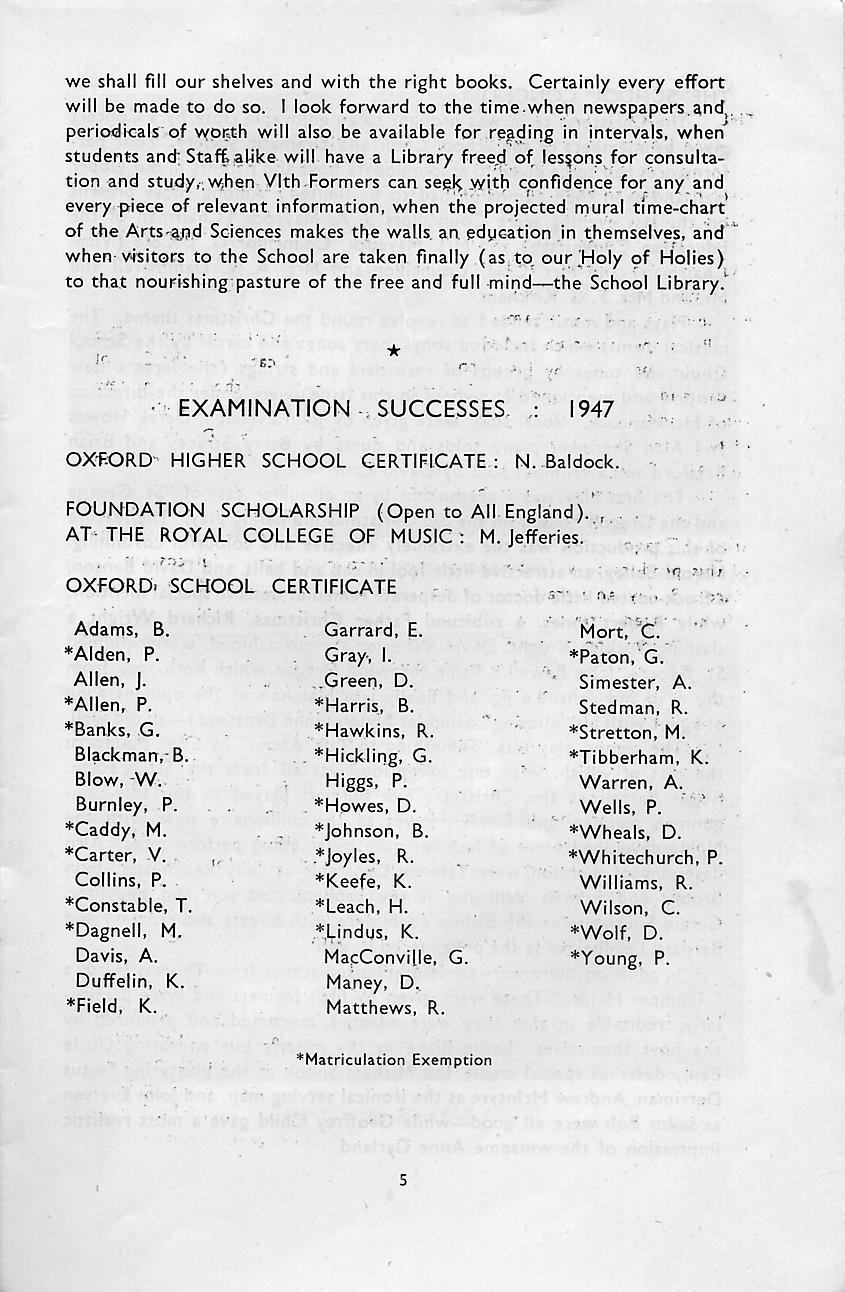 we shall fill our shelves and with the right books. Certainly every effort
will be made to do so. I look forward to the time when newspapers and
periodicals of worth will also be available for reading in intervals, when
students and Staff alike will have a Library freed of lessons for consulta-
tion and study, when VIth Formers can seek with confidence for any and
every piece of relevant information, when the projected mural time-chart
of the Arts and Sciences makes the walls an education in themselves, and
when visitors to the School are taken finally (as to our Holy of Holies)
to that nourishing pasture of the free and full mind—the School Library.
★
EXAMINATION SUCCESSES : 1947
OXFORD HIGHER SCHOOL CERTIFICATE : N. Baldock.
FOUNDATION SCHOLARSHIP (Open to All England).
AT THE ROYAL COLLEGE OF MUSIC : M. Jefferies.
OXFORD SCHOOL CERTIFICATE
Adams, B.
*Alden, P.
Allen, J.
*Allen, P.
*Banks, G.
Blackman, B.
Blow, W.
Burnley, P.
*Caddy, M.
*Carter, V.
Collins, P.
*Constable, T.
*Dagnell, M.
Davis, A.
Duffelin, K.
*Field, K.
Garrard, E.
Gray, I.
Green, D.
*Harris, B.
*Hawkins, R.
*Hickling, G.
Higgs, P.
*Howes, D.
*Johnson, B.
*Joyles, R.
*Keefe, K.
*Leach, H.
*Lindus, K.
MacConville, G.
Maney, D.
Matthews, R.
Mort, C.
*Paton, G.
Simester, A.
Stedman, R.
*Stretton, M.
*Tibberham, K.
Warren, A.
Wells, P.
*Wheals, D.
*Whitechurch, P.
Williams, R.
Wilson, C.
*Wolf, D.
*Young, P.
*Matriculation Exemption
5